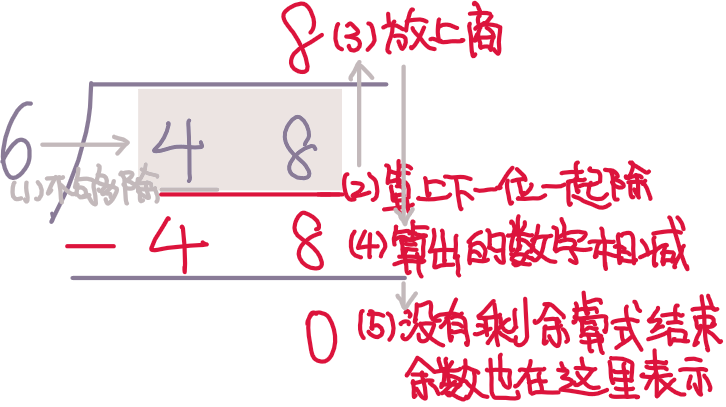 8 (3)放上商
6 4 8
(1)不够除
(2)算上下一位一起除
- 4 8 (4)算出的数字相减
0 (5)没有剩余算式结束
余数也在这里表示